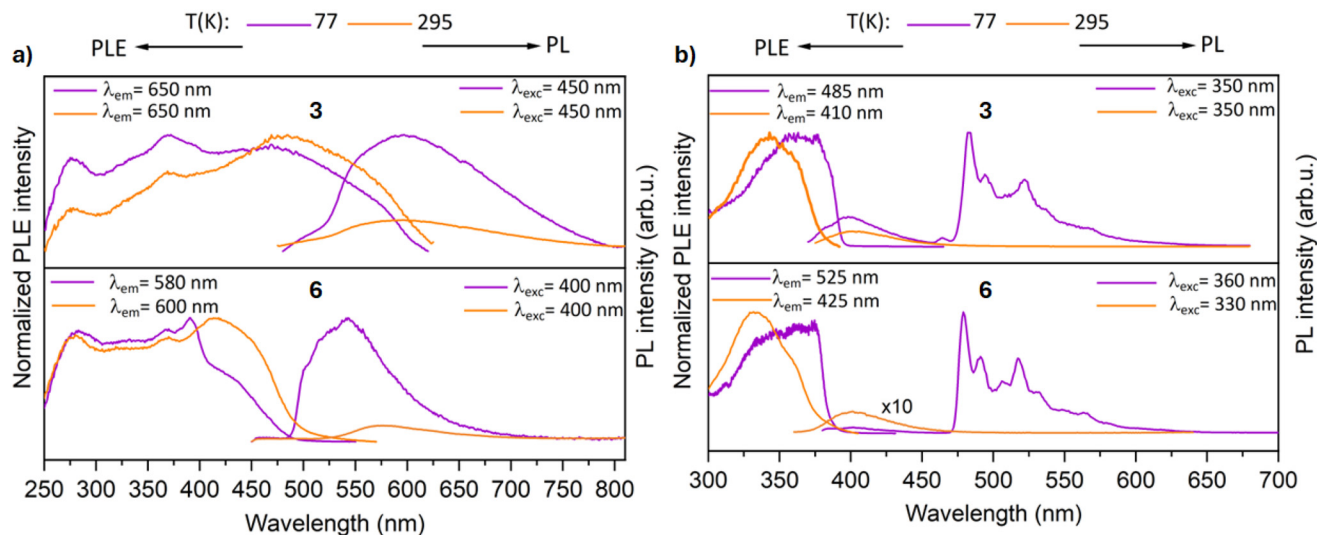 T(K): 77 295
PLE PL
a)
λem= 650 nm
λem= 650 nm
3
λexc= 450 nm
λexc= 450 nm
λem= 580 nm
λem= 600 nm
6
λexc= 400 nm
λexc= 400 nm
Normalized PLE intensity
PL intensity (arb.u.)
250 300 350 400 450 500 550 600 650 700 750 800
Wavelength (nm)
T(K): 77 295
PLE PL
b)
λem= 485 nm
λem= 410 nm
3
λexc= 350 nm
λexc= 350 nm
λem= 525 nm
λem= 425 nm
6
λexc= 360 nm
λexc= 330 nm
x10
Normalized PLE intensity
PL intensity (arb.u.)
300 350 400 450 500 550 600 650 700
Wavelength (nm)